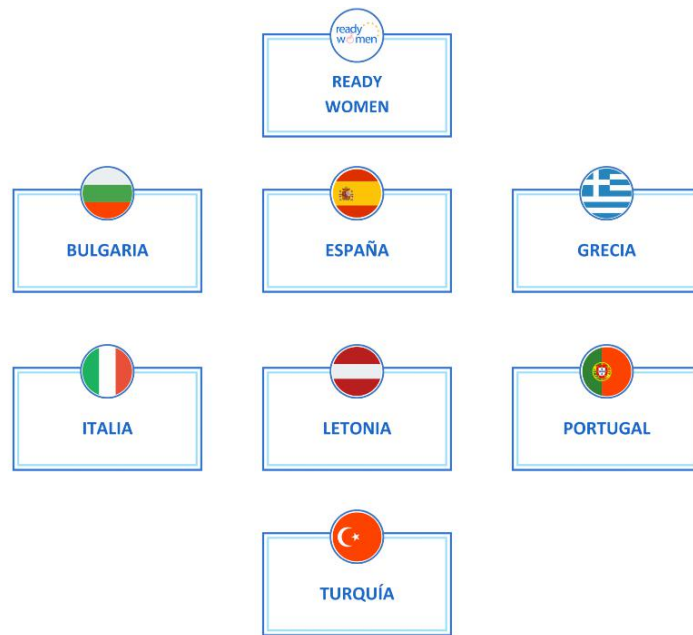 ready
women
READY
WOMEN
BULGARIA
ESPAÑA
GRECIA
ITALIA
LETONIA
PORTUGAL
TURQUÍA